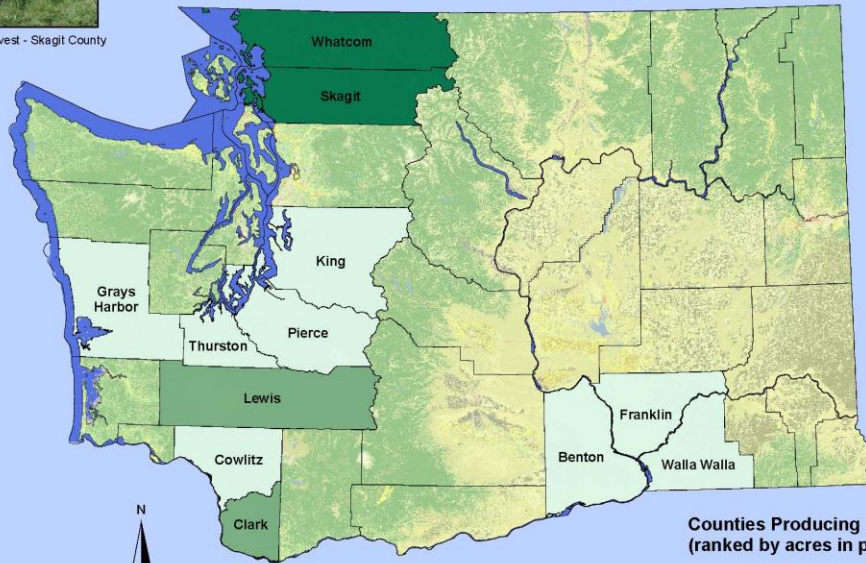 vest - Skagit County
Whatcom
Skagit
King
Grays
Harbor
Pierce
Thurston
Lewis
Franklin
Cowlitz
Benton
Walla Walla
Clark
N
Counties Producing
(ranked by acres in p